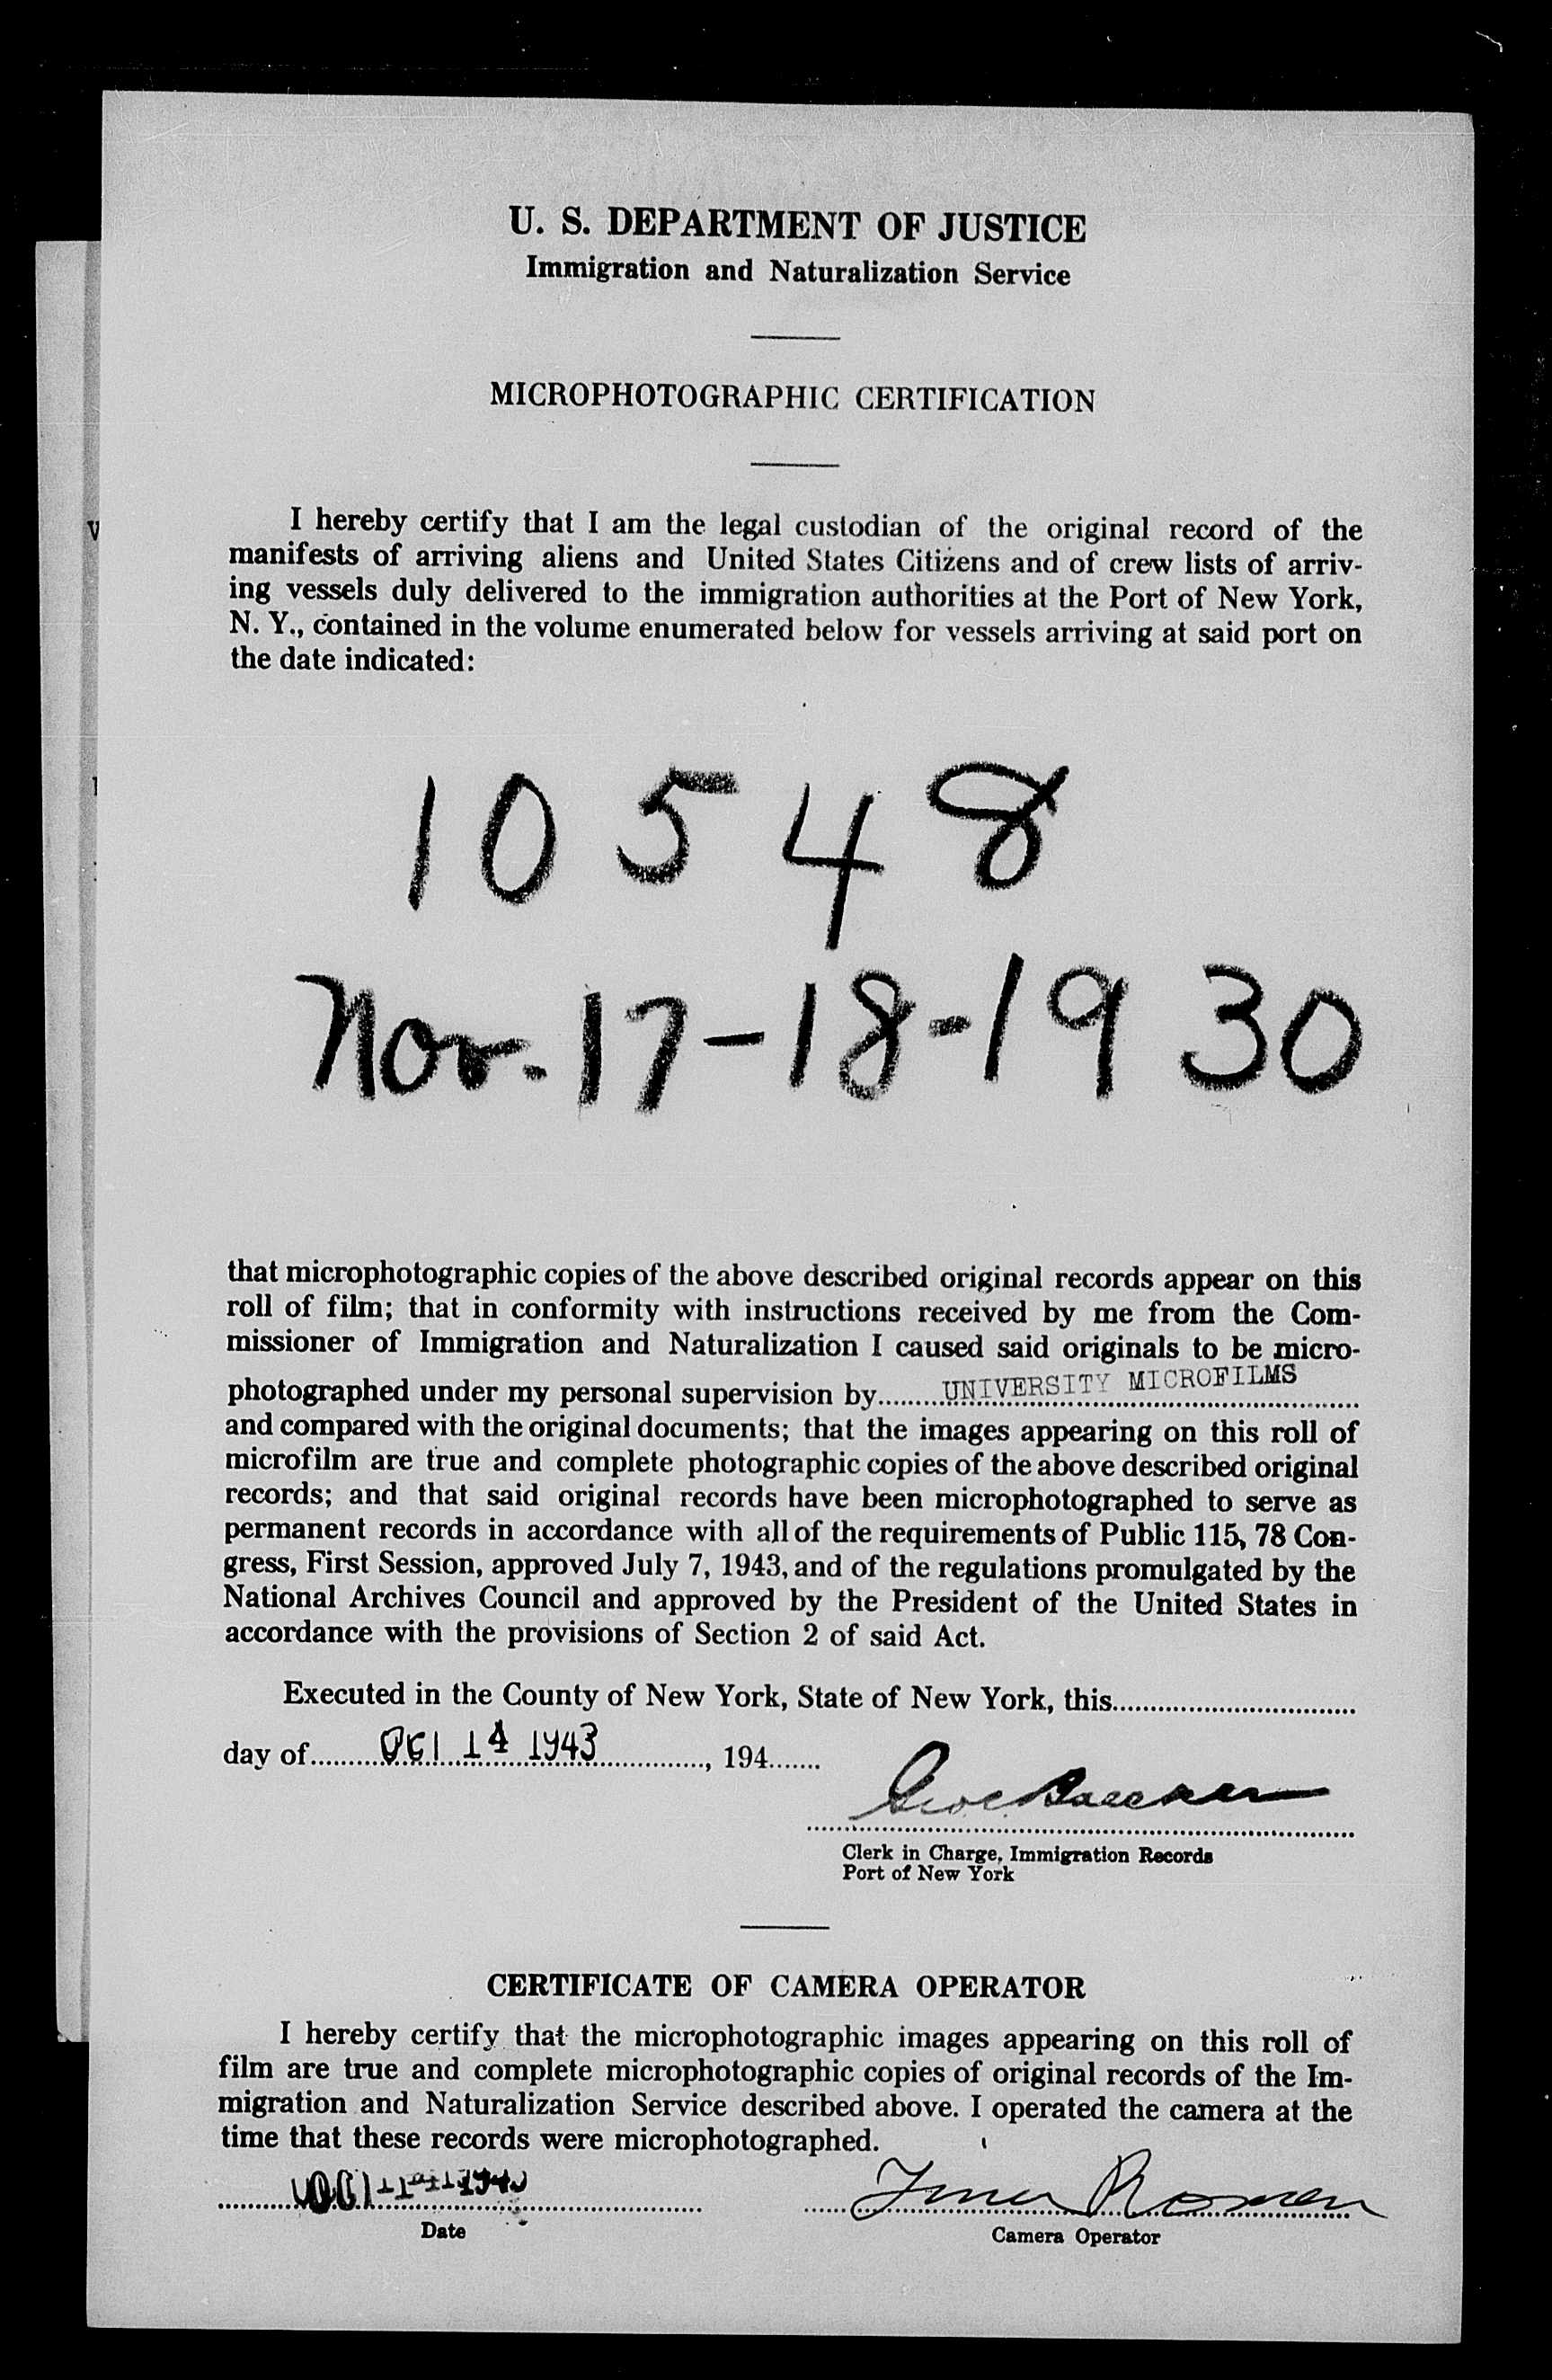 U. S. DEPARTMENT OF JUSTICE
Immigration and Naturalization Service
MICROPHOTOGRAPHIC CERTIFICATION
I hereby certify that I am the legal custodian of the original record of the
manifests of arriving aliens and United States Citizens and of crew lists of arriv-
ing vessels duly delivered to the immigration authorities at the Port of New York,
N. Y., contained in the volume enumerated below for vessels arriving at said port on
the date indicated:
10548
Nov. 17-18-1930
that microphotographic copies of the above described original records appear on this
roll of film; that in conformity with instructions received by me from the Com-
missioner of Immigration and Naturalization I caused said originals to be micro-
photographed under my personal supervision by UNIVERSITY MICROFILMS
and compared with the original documents; that the images appearing on this roll of
microfilm are true and complete photographic copies of the above described original
records; and that said original records have been microphotographed to serve as
permanent records in accordance with all of the requirements of Public 115, 78 Con-
gress, First Session, approved July 7, 1943, and of the regulations promulgated by the
National Archives Council and approved by the President of the United States in
accordance with the provisions of Section 2 of said Act.
Executed in the County of New York, State of New York, this
day of OCT 14 1943, 194
Clerk in Charge, Immigration Records
Port of New York
CERTIFICATE OF CAMERA OPERATOR
I hereby certify that the microphotographic images appearing on this roll of
film are true and complete microphotographic copies of original records of the Im-
migration and Naturalization Service described above. I operated the camera at the
time that these records were microphotographed.
Date
Camera Operator